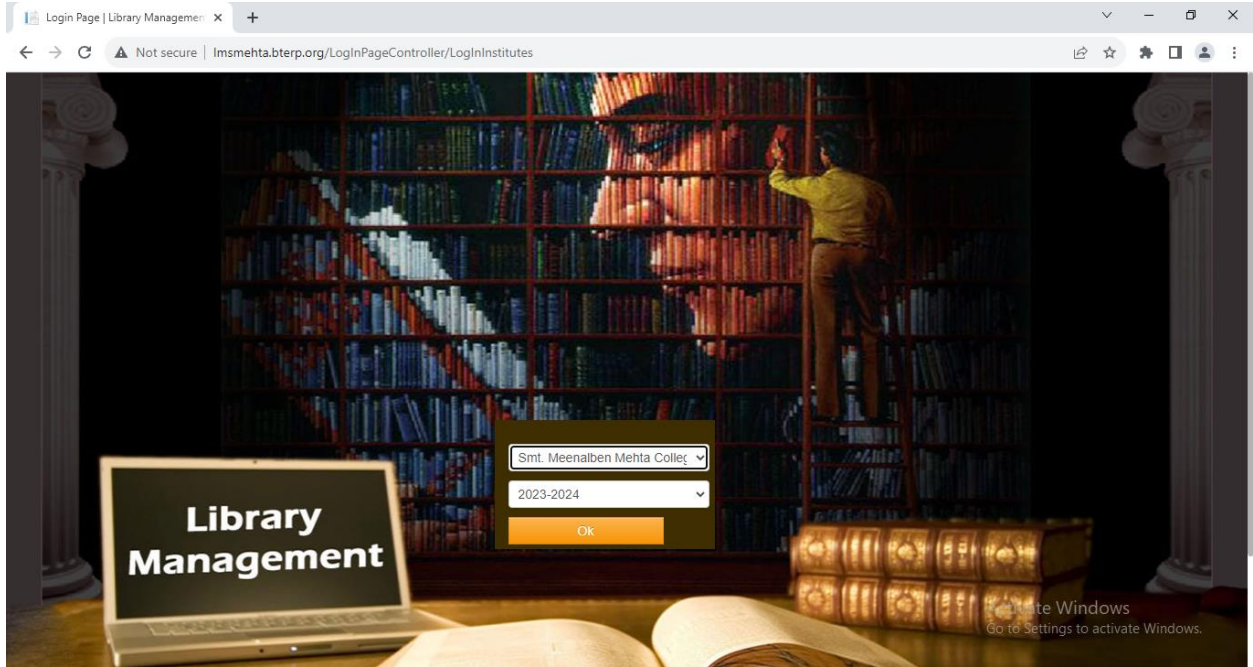 Login Page | Library Managemen
Not secure | lmsmehta.bterp.org/LogInPageController/LogInInstitutes
Smt. Meenalben Mehta Colleg
2023-2024
Ok
Library
Management
Activate Windows
Go to Settings to activate Windows.